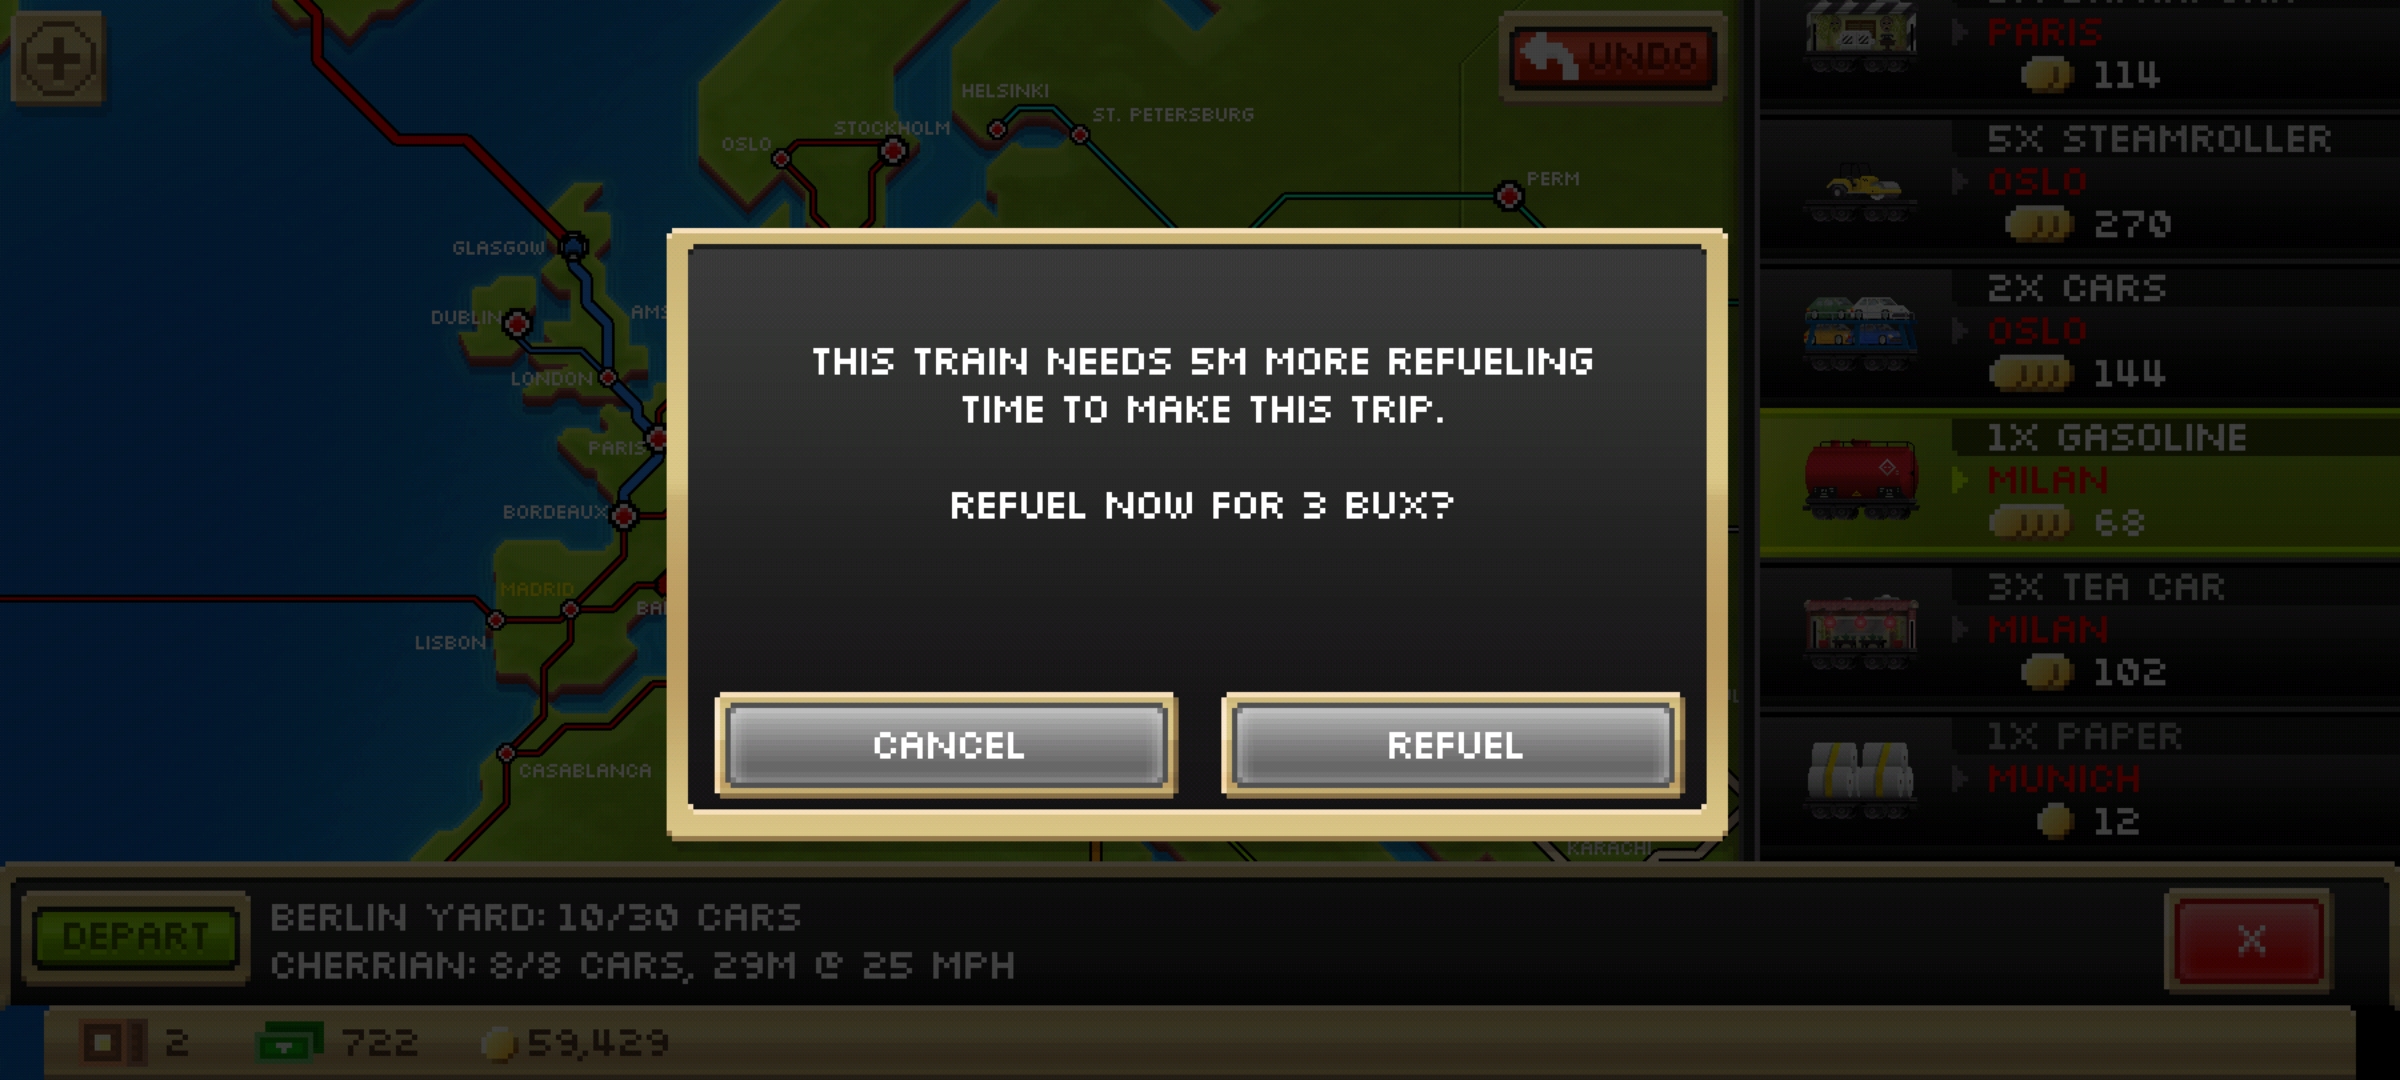 PARIS
114
UNDO
HELSINKI
ST. PETERSBURG
STOCKHOLM
OSLO
PERM
5X STEAMROLLER
OSLO
270
GLASGOW
2X CARS
OSLO
144
DUBLIN
AMS
LONDON
THIS TRAIN NEEDS 5M MORE REFUELING
TIME TO MAKE THIS TRIP.
REFUEL NOW FOR 3 BUX?
PARIS
1X GASOLINE
MILAN
68
BORDEAUX
MADRID
BA
LISBON
3X TEA CAR
MILAN
102
CANCEL
REFUEL
CASABLANCA
1X PAPER
MUNICH
12
KARACHI
DEPART
BERLIN YARD: 10/30 CARS
CHERRIAN: 8/8 CARS, 29M @ 25 MPH
X
2
722
59,429